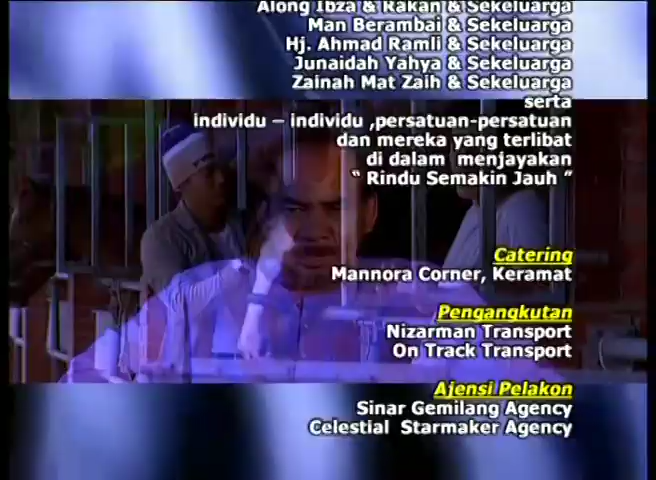 Along Ibza & Rakan & Sekeluarga
Man Berambai & Sekeluarga
Hj. Ahmad Ramli & Sekeluarga
Junaidah Yahya & Sekeluarga
Zainah Mat Zaih & Sekeluarga
serta
individu – individu ,persatuan-persatuan
dan mereka yang terlibat
di dalam menjayakan
“ Rindu Semakin Jauh ”
Catering
Mannora Corner, Keramat
Pengangkutan
Nizarman Transport
On Track Transport
Ajensi Pelakon
Sinar Gemilang Agency
Celestial Starmaker Agency